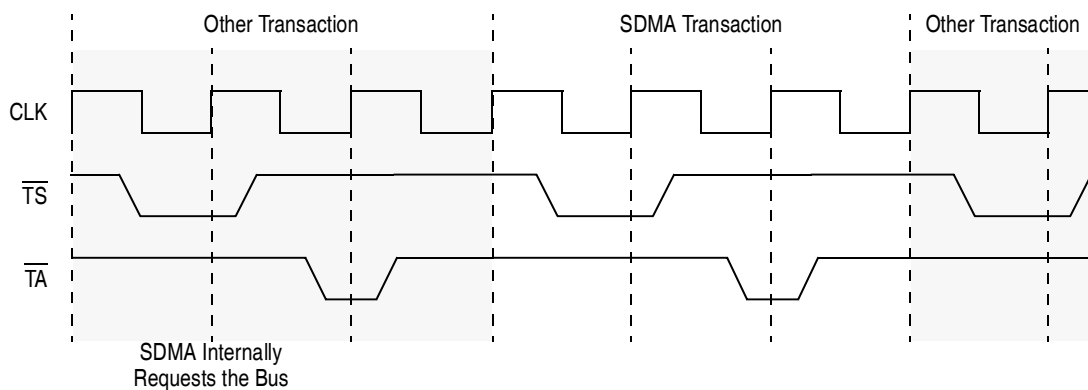 Other Transaction
SDMA Transaction
Other Transaction
CLK
TS
TA
SDMA Internally
Requests the Bus